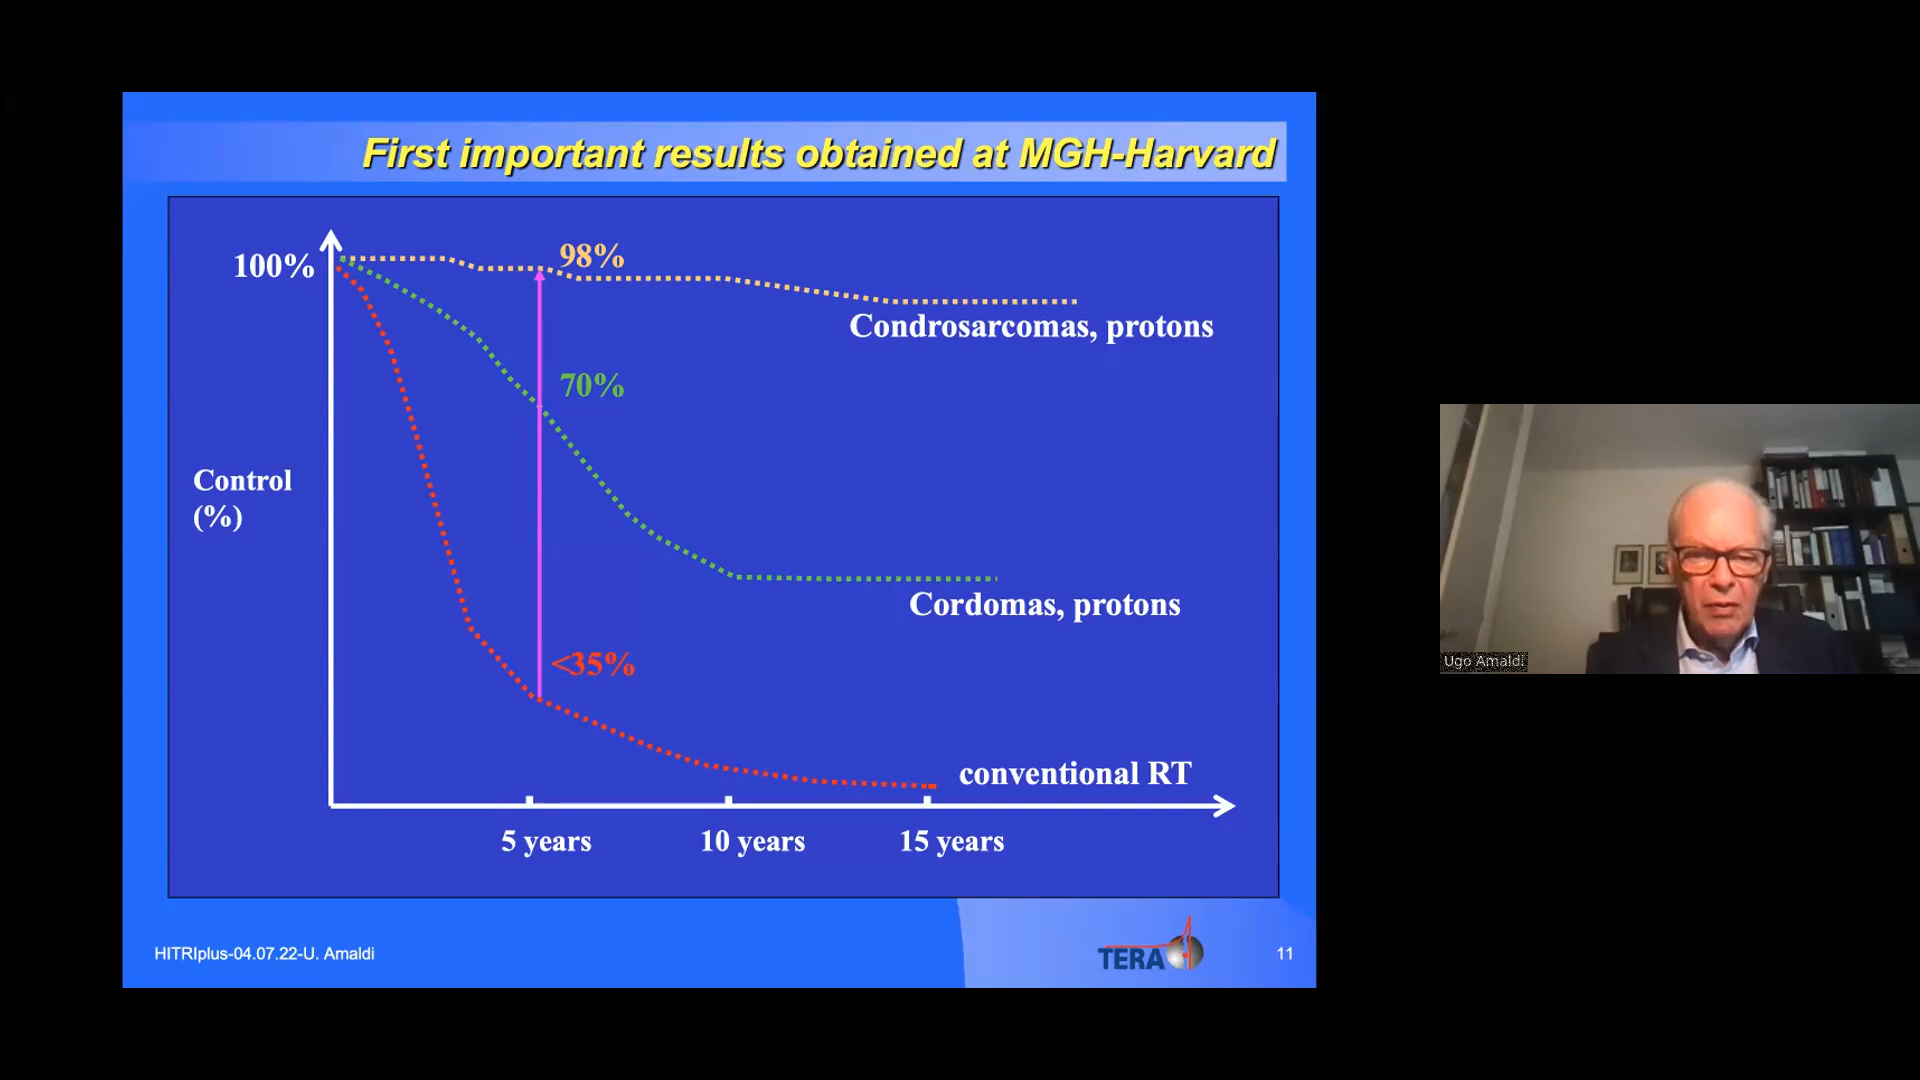 First important results obtained at MGH-Harvard
100%
98%
Condrosarcomas, protons
70%
Control
(%)
Cordomas, protons
<35%
conventional RT
5 years
10 years
15 years
HITRIplus-04.07.22-U. Amaldi
TERA
11
Ugo Amaldi